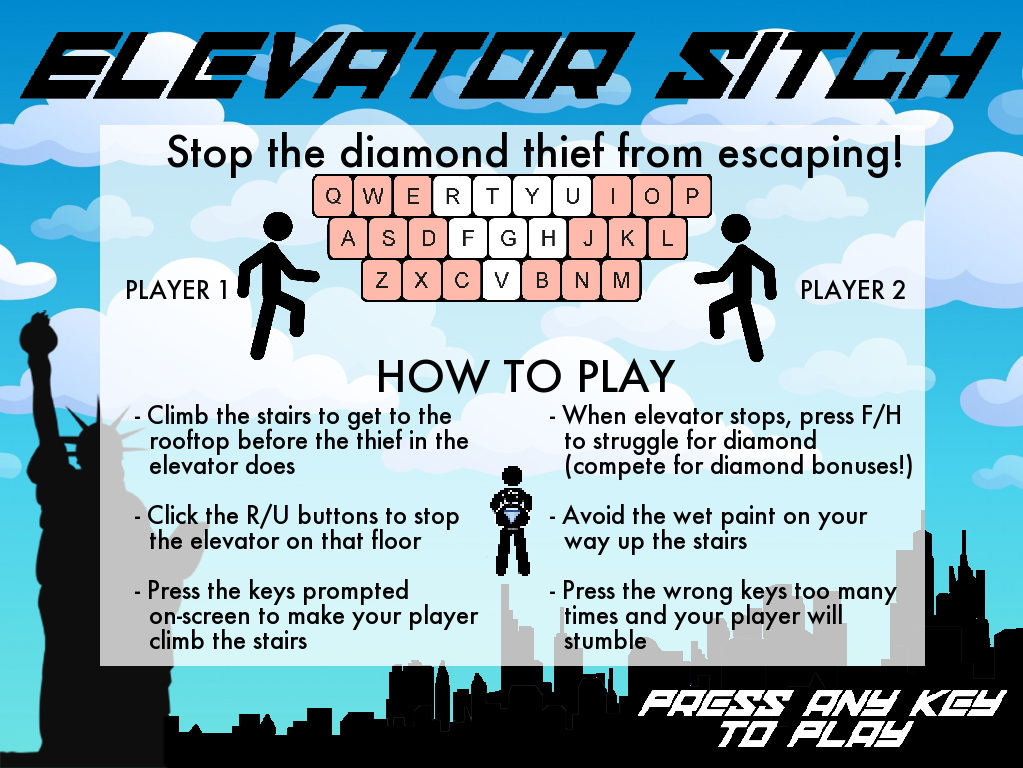 ELEVATOR SITCH
Stop the diamond thief from escaping!
Q W E R T Y U I O P
A S D F G H J K L
Z X C V B N M
PLAYER 1
PLAYER 2
HOW TO PLAY
- Climb the stairs to get to the
rooftop before the thief in the
elevator does
- Click the R/U buttons to stop
the elevator on that floor
- Press the keys prompted
on-screen to make your player
climb the stairs
- When elevator stops, press F/H
to struggle for diamond
(compete for diamond bonuses!)
- Avoid the wet paint on your
way up the stairs
- Press the wrong keys too many
times and your player will
stumble
PRESS ANY KEY
TO PLAY